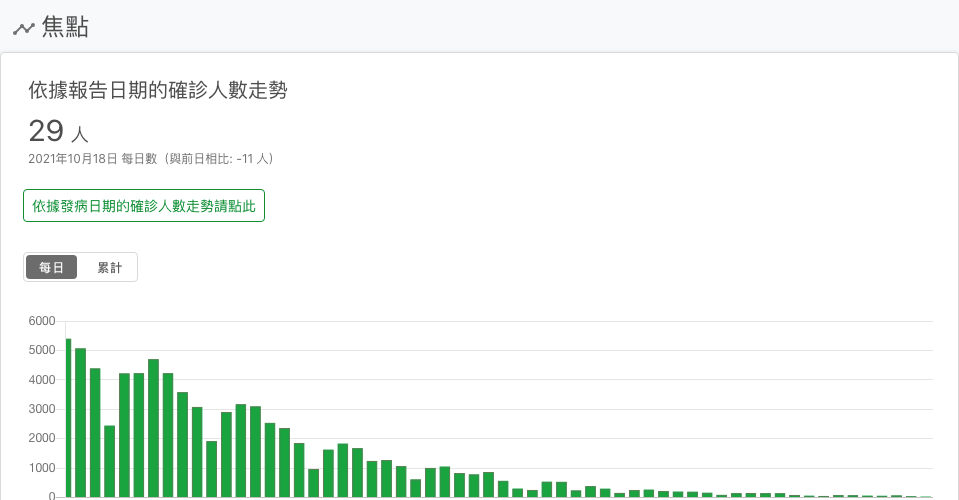 焦點
依據報告日期的確診人數走勢
29 人
2021年10月18日 每日數（與前日相比: -11 人）
依據發病日期的確診人數走勢請點此
每日 累計
6000
5000
4000
3000
2000
1000
0